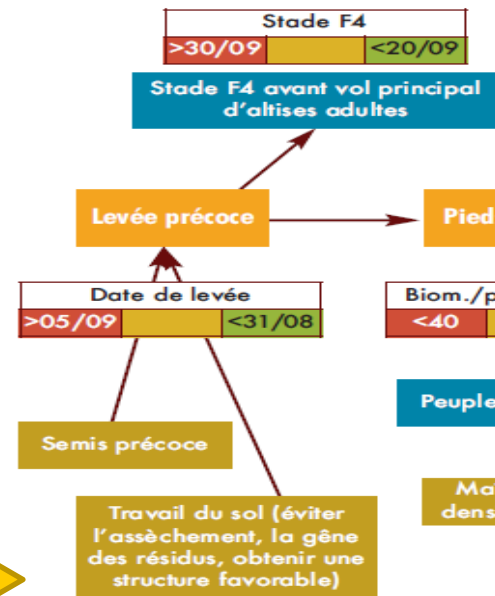 Stade F4
>30/09 <20/09
Stade F4 avant vol principal
d'altises adultes
Levée précoce
Pied
Date de levée
>05/09 <31/08
Biom./p
<40
Peuple
Semis précoce
Ma
dens
Travail du sol (éviter
l'assèchement, la gêne
des résidus, obtenir une
structure favorable)